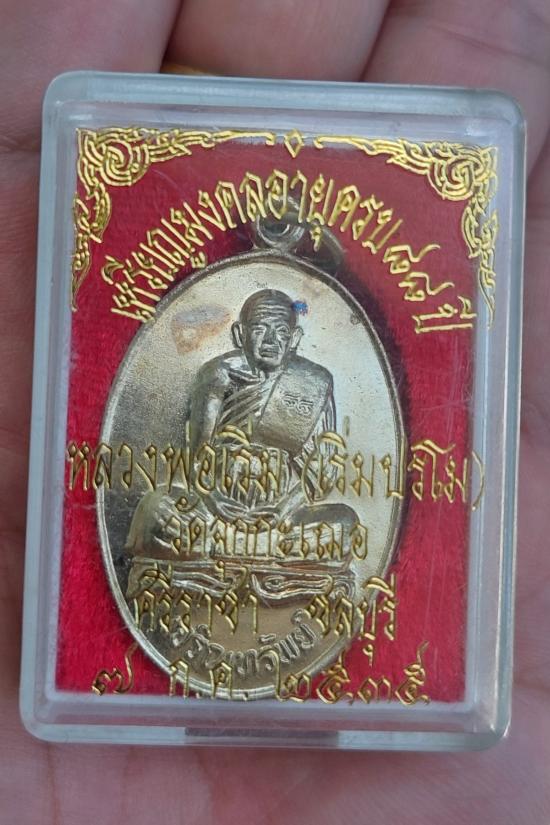 เหรียญมงคลอายุครบ ๘๘ ปี
หลวงพ่อเริ่ม (เริ่มปรโม)
วัดจุกกะเฌอ
ศรีราชา ชลบุรี
๗ ก.ค. ๒๕๓๕